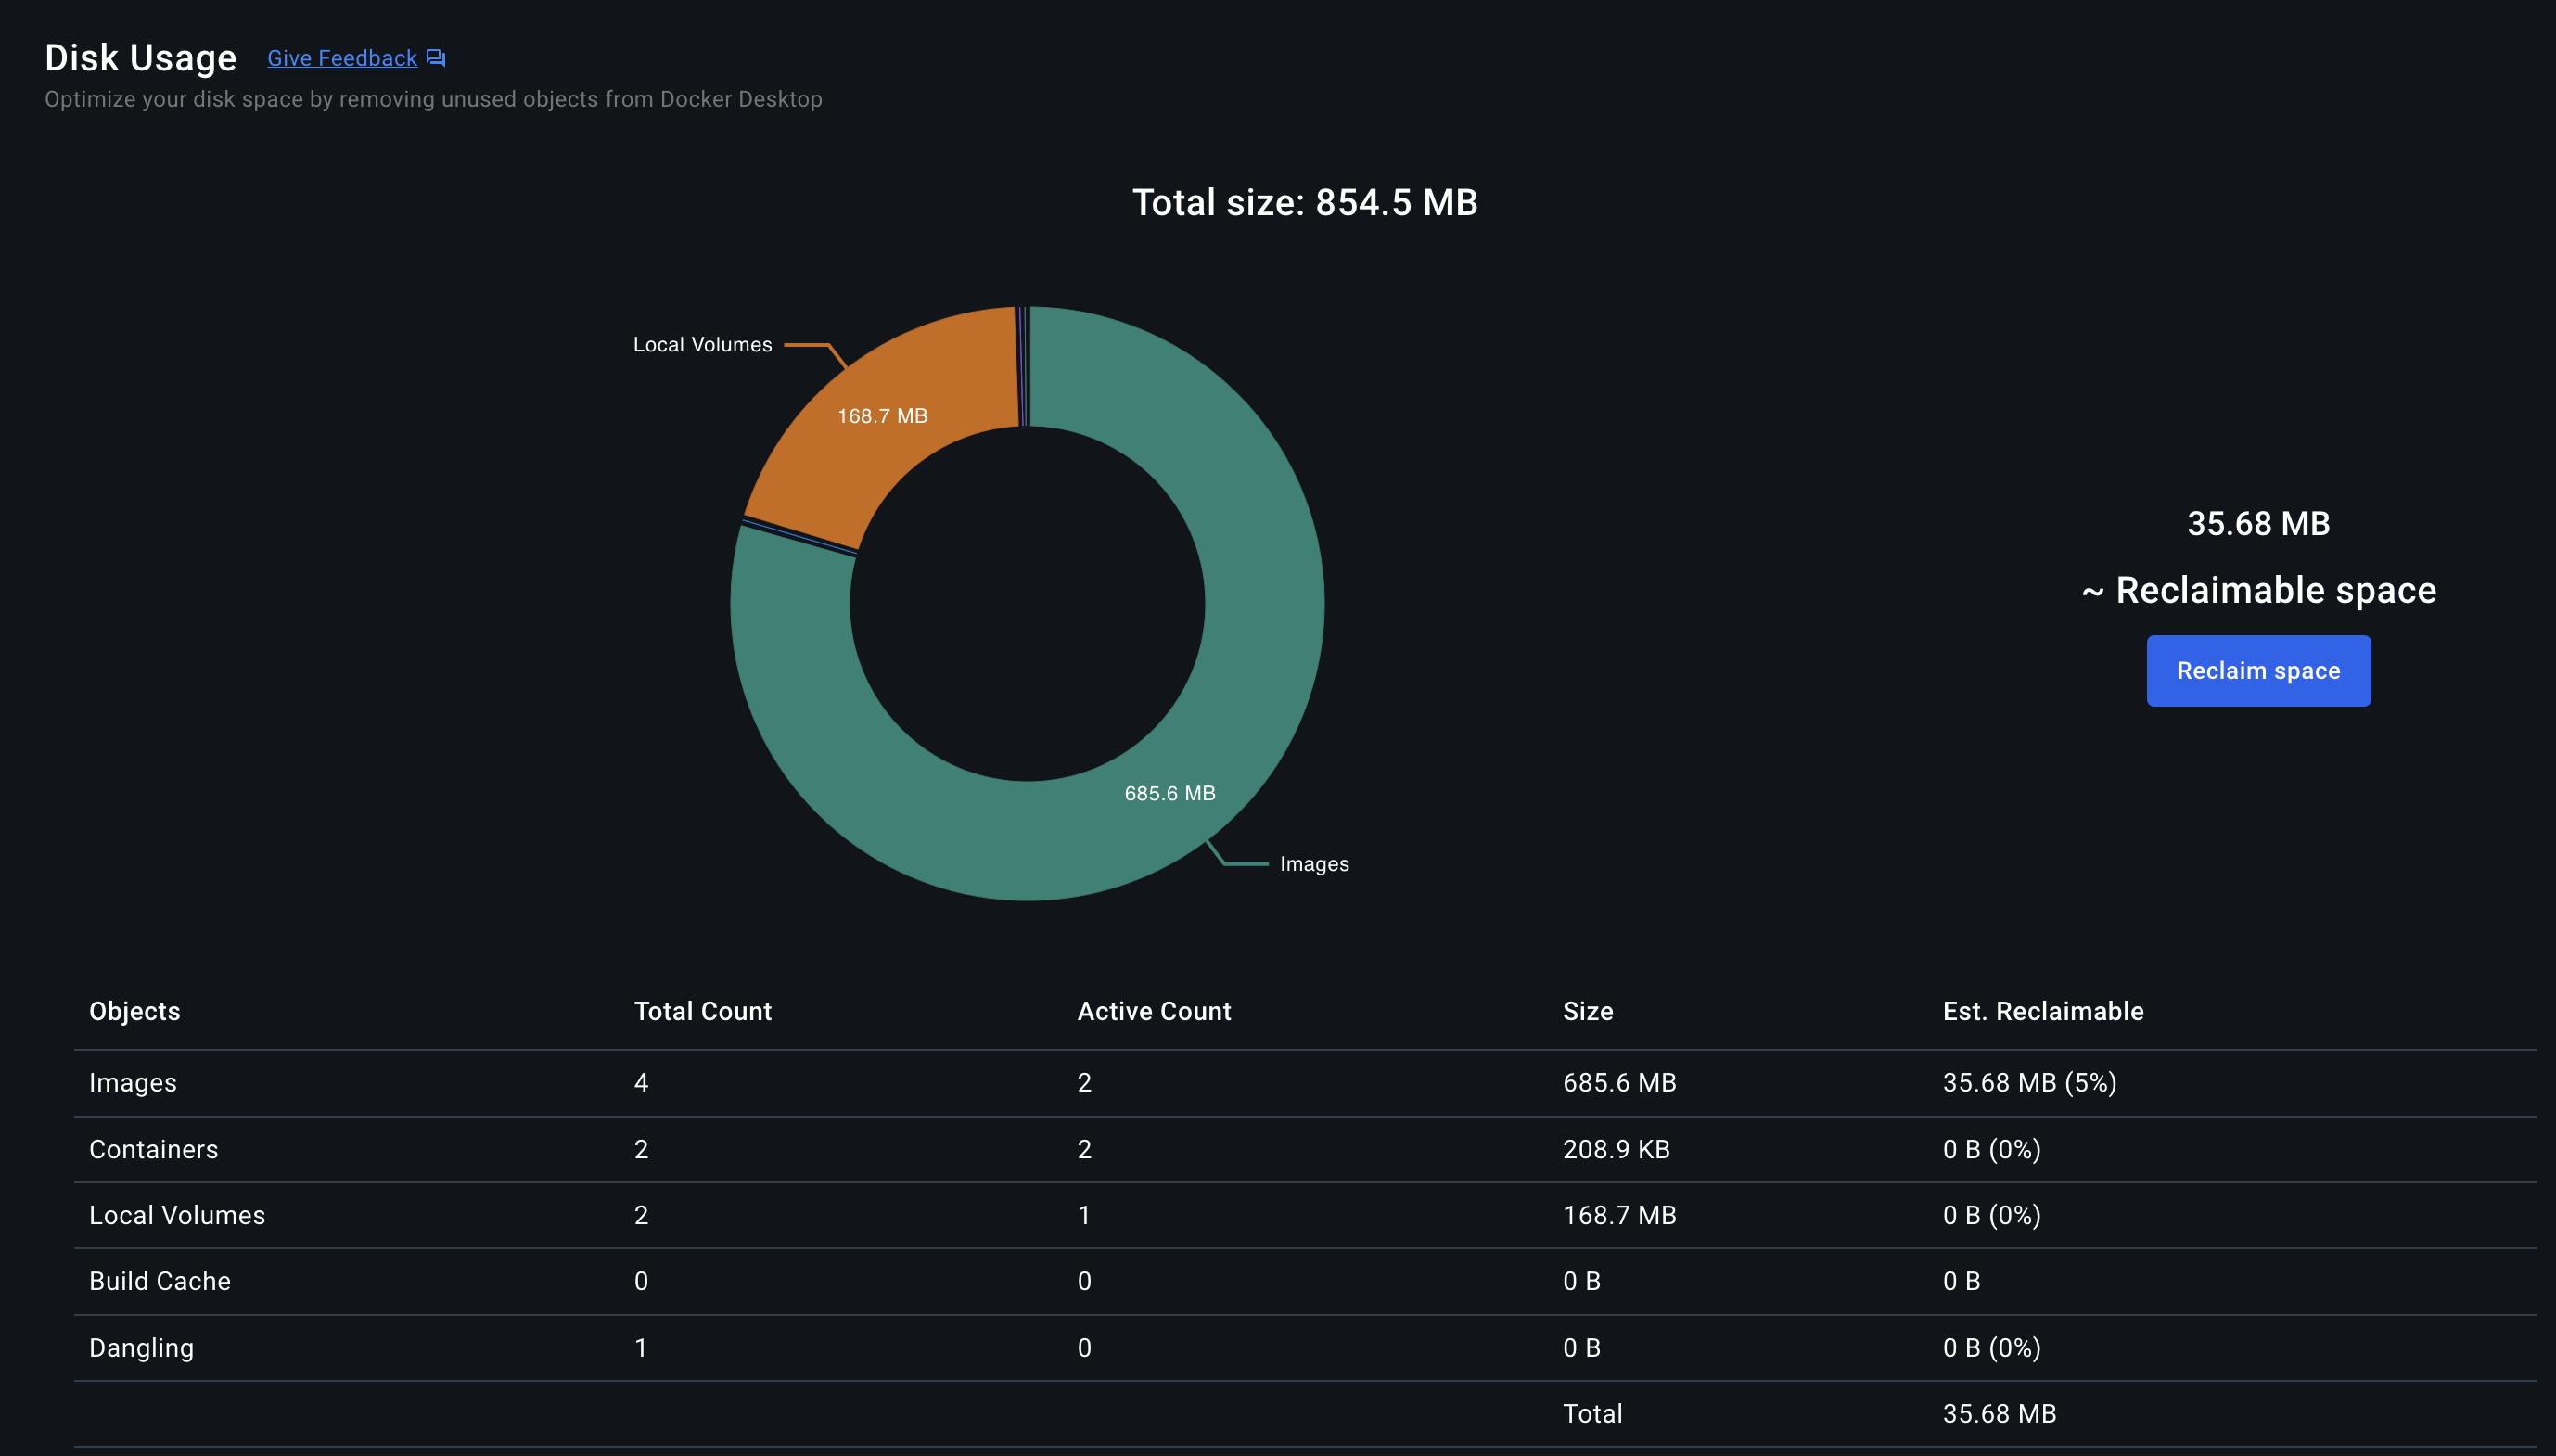 Disk Usage Give Feedback
Optimize your disk space by removing unused objects from Docker Desktop
Total size: 854.5 MB
Local Volumes
168.7 MB
685.6 MB
Images
35.68 MB
~ Reclaimable space
Reclaim space
Objects Total Count Active Count Size Est. Reclaimable
Images 4 2 685.6 MB 35.68 MB (5%)
Containers 2 2 208.9 KB 0 B (0%)
Local Volumes 2 1 168.7 MB 0 B (0%)
Build Cache 0 0 0 B 0 B
Dangling 1 0 0 B 0 B (0%)
Total 35.68 MB